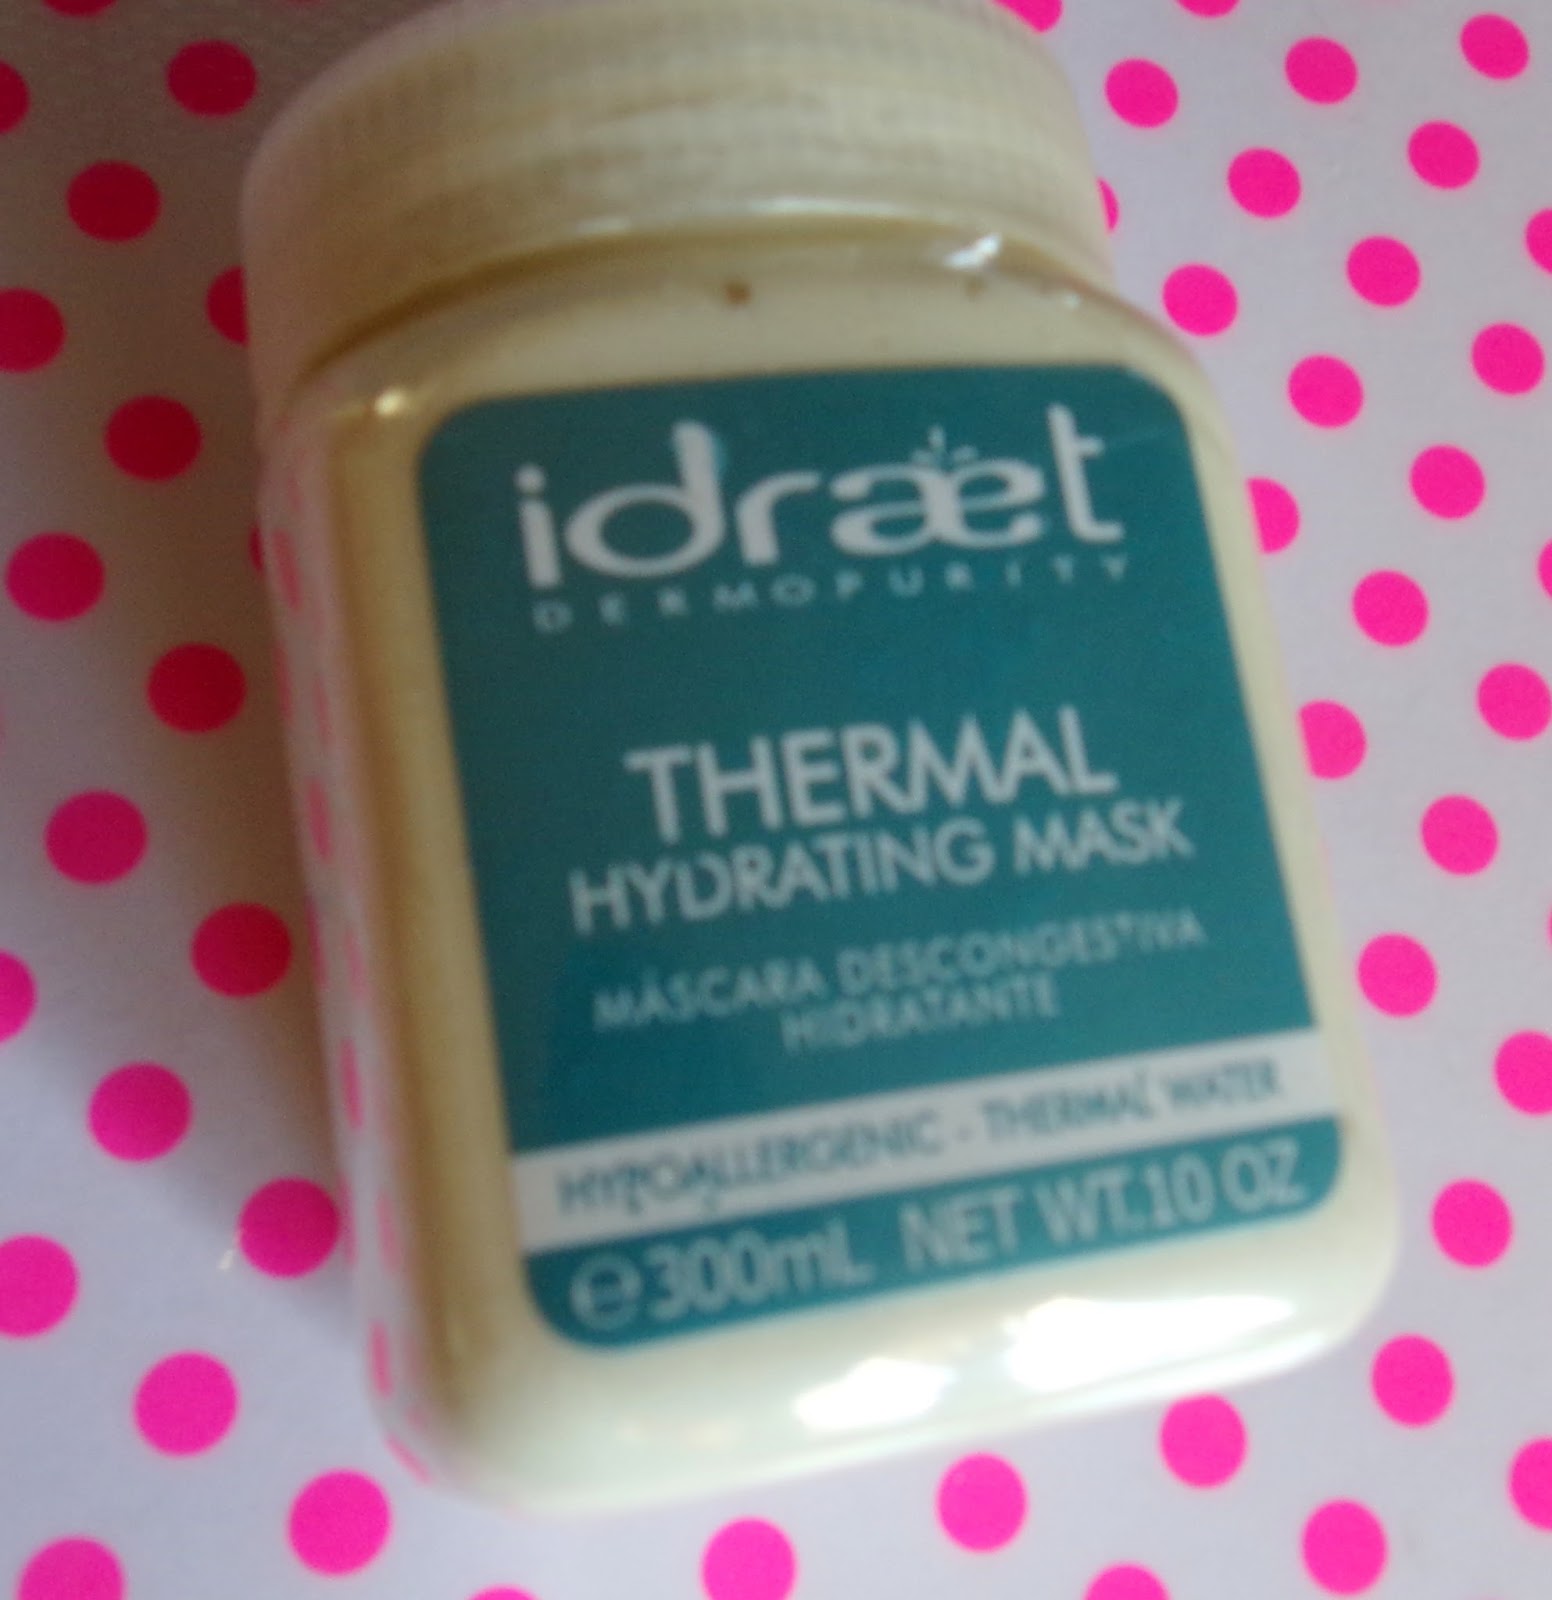 idraet
DERMOPURITY
THERMAL
HYDRATING MASK
MÁSCARA DESCONGESTIVA
HIDRATANTE
HYPOALLERGENIC - THERMAL WATER
℮ 300mL NET WT.10 OZ